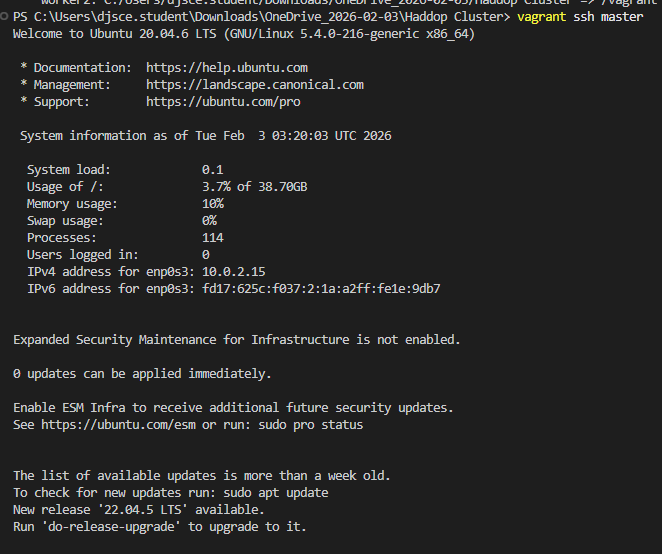 worker2: C:/Users/djsce.student/Downloads/OneDrive_2026-02-03/Haddop Cluster => /vagrant
PS C:\Users\djsce.student\Downloads\OneDrive_2026-02-03\Haddop Cluster> vagrant ssh master
Welcome to Ubuntu 20.04.6 LTS (GNU/Linux 5.4.0-216-generic x86_64)
* Documentation:  https://help.ubuntu.com
* Management:     https://landscape.canonical.com
* Support:        https://ubuntu.com/pro
System information as of Tue Feb  3 03:20:03 UTC 2026
System load:             0.1
Usage of /:              3.7% of 38.70GB
Memory usage:            10%
Swap usage:              0%
Processes:               114
Users logged in:         0
IPv4 address for enp0s3: 10.0.2.15
IPv6 address for enp0s3: fd17:625c:f037:2:1a:a2ff:fe1e:9db7
Expanded Security Maintenance for Infrastructure is not enabled.
0 updates can be applied immediately.
Enable ESM Infra to receive additional future security updates.
See https://ubuntu.com/esm or run: sudo pro status
The list of available updates is more than a week old.
To check for new updates run: sudo apt update
New release '22.04.5 LTS' available.
Run 'do-release-upgrade' to upgrade to it.